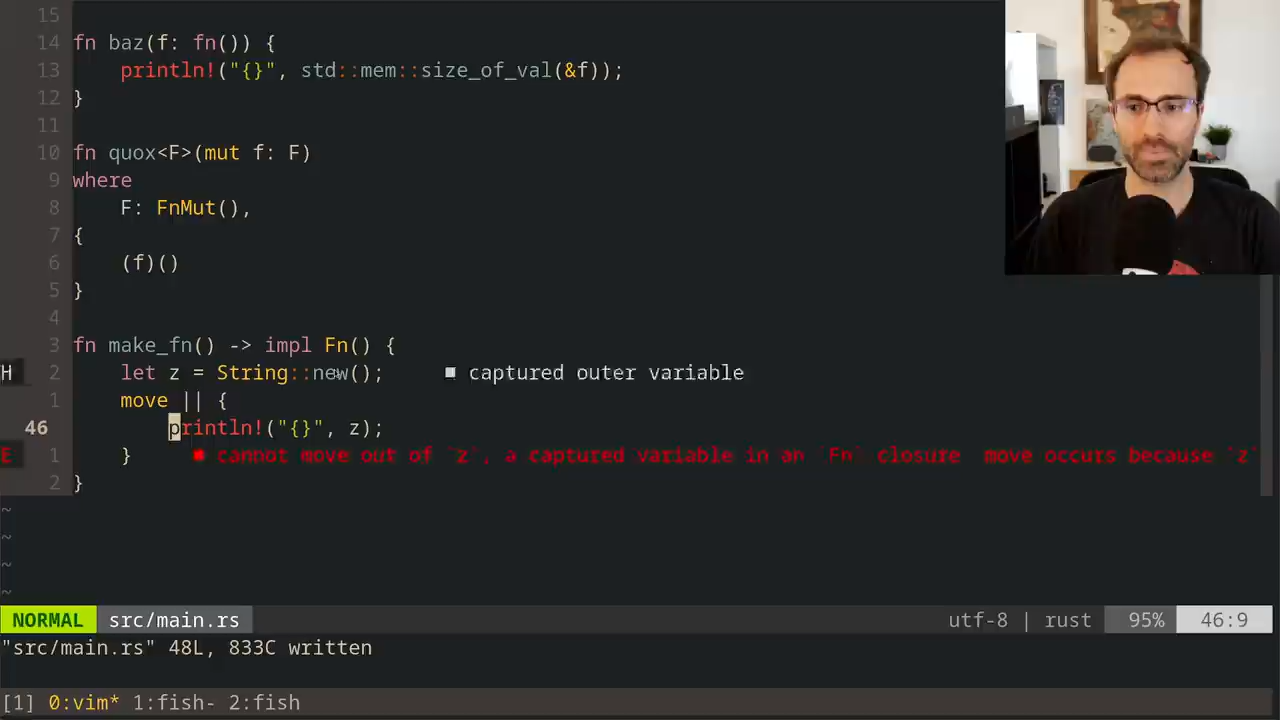 15
14 fn baz(f: fn()) {
13     println!("{}", std::mem::size_of_val(&f));
12 }
11
10 fn quox<F>(mut f: F)
9 where
8     F: FnMut(),
7 {
6     (f)()
5 }
4
3 fn make_fn() -> impl Fn() {
H 2     let z = String::new();     ■ captured outer variable
1     move || {
46         println!("{}", z);
E 1     }     ■ cannot move out of `z`, a captured variable in an `Fn` closure  move occurs because `z`
2 }
~
~
~
~
NORMAL src/main.rs utf-8 | rust 95% 46:9
"src/main.rs" 48L, 833C written
[1] 0:vim* 1:fish- 2:fish